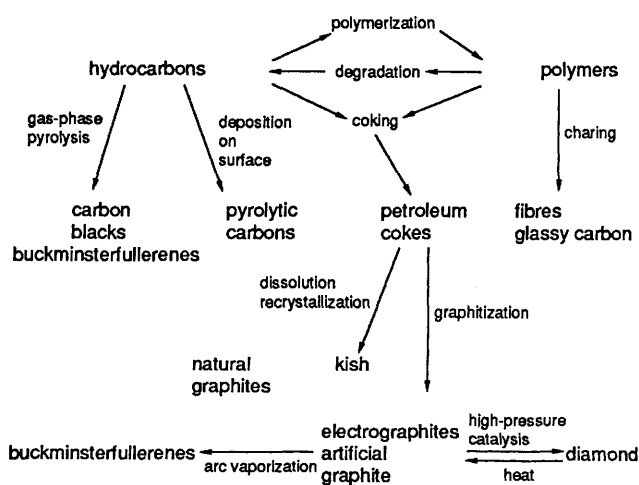 polymerization
hydrocarbons
degradation
polymers
gas-phase
pyrolysis
deposition
on
surface
coking
charing
carbon
blacks
buckminsterfullerenes
pyrolytic
carbons
petroleum
cokes
fibres
glassy carbon
dissolution
recrystallization
graphitization
natural
graphites
kish
buckminsterfullerenes
arc vaporization
electrographites
artificial
graphite
high-pressure
catalysis
heat
diamond